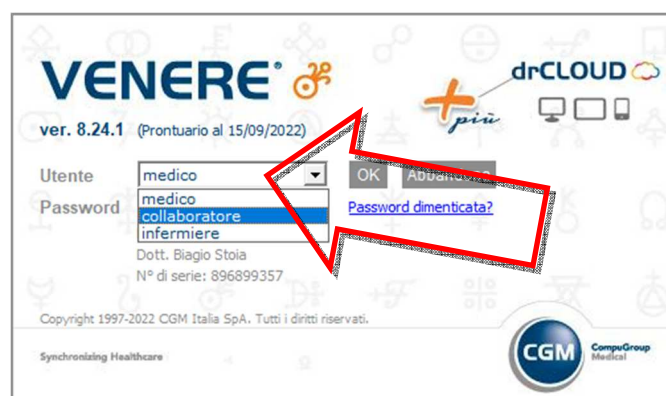 VENERE
più
drCLOUD
ver. 8.24.1 (Prontuario al 15/09/2022)
Utente medico OK Abbandona
Password medico Password dimenticata?
collaboratore
infermiere
Dott. Biagio Stoia
N° di serie: 896899357
Copyright 1997-2022 CGM Italia SpA. Tutti i diritti riservati.
Synchronizing Healthcare
CGM CompuGroup
Medical